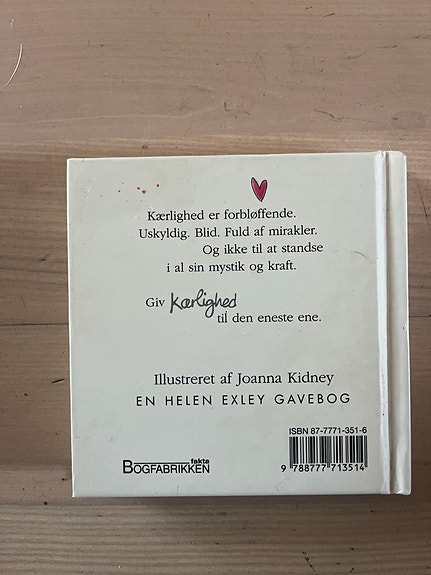 Kærlighed er forbløffende.
Uskyldig. Blid. Fuld af mirakler.
Og ikke til at standse
i al sin mystik og kraft.
Giv Kærlighed
til den eneste ene.
Illustreret af Joanna Kidney
EN HELEN EXLEY GAVEBOG
ISBN 87-7771-351-6
fakta
BOGFABRIKKEN
9 788777 713514